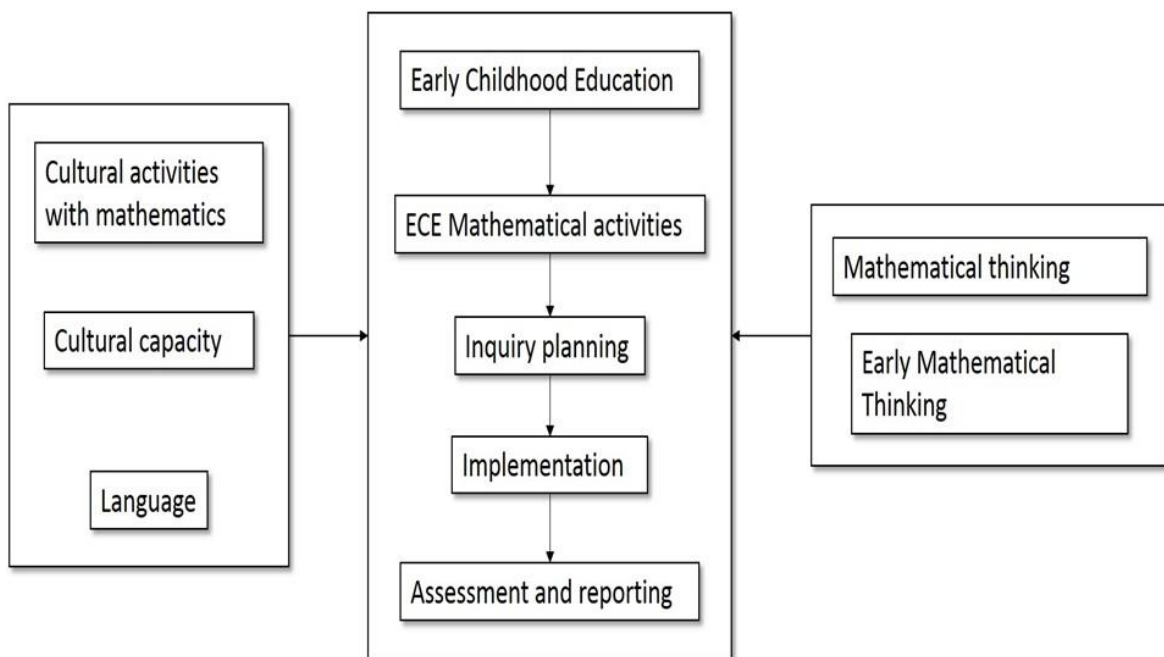 Cultural activities
with mathematics
Cultural capacity
Language
Early Childhood Education
ECE Mathematical activities
Inquiry planning
Implementation
Assessment and reporting
Mathematical thinking
Early Mathematical
Thinking